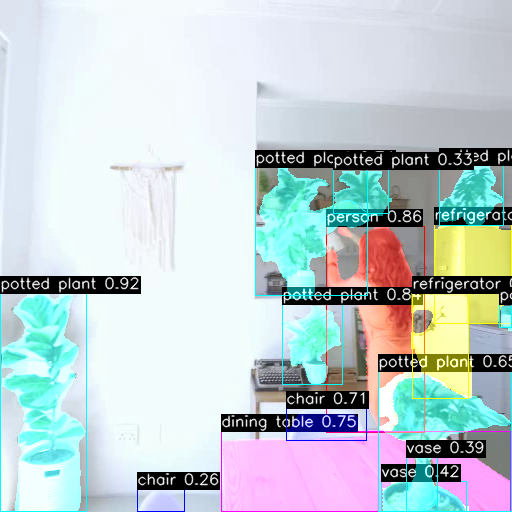 potted plant 0.33
person 0.86
refrigerato
potted plant 0.92
potted plant 0.84
refrigerator
potted plant 0.65
chair 0.71
dining table 0.75
vase 0.39
vase 0.42
chair 0.26